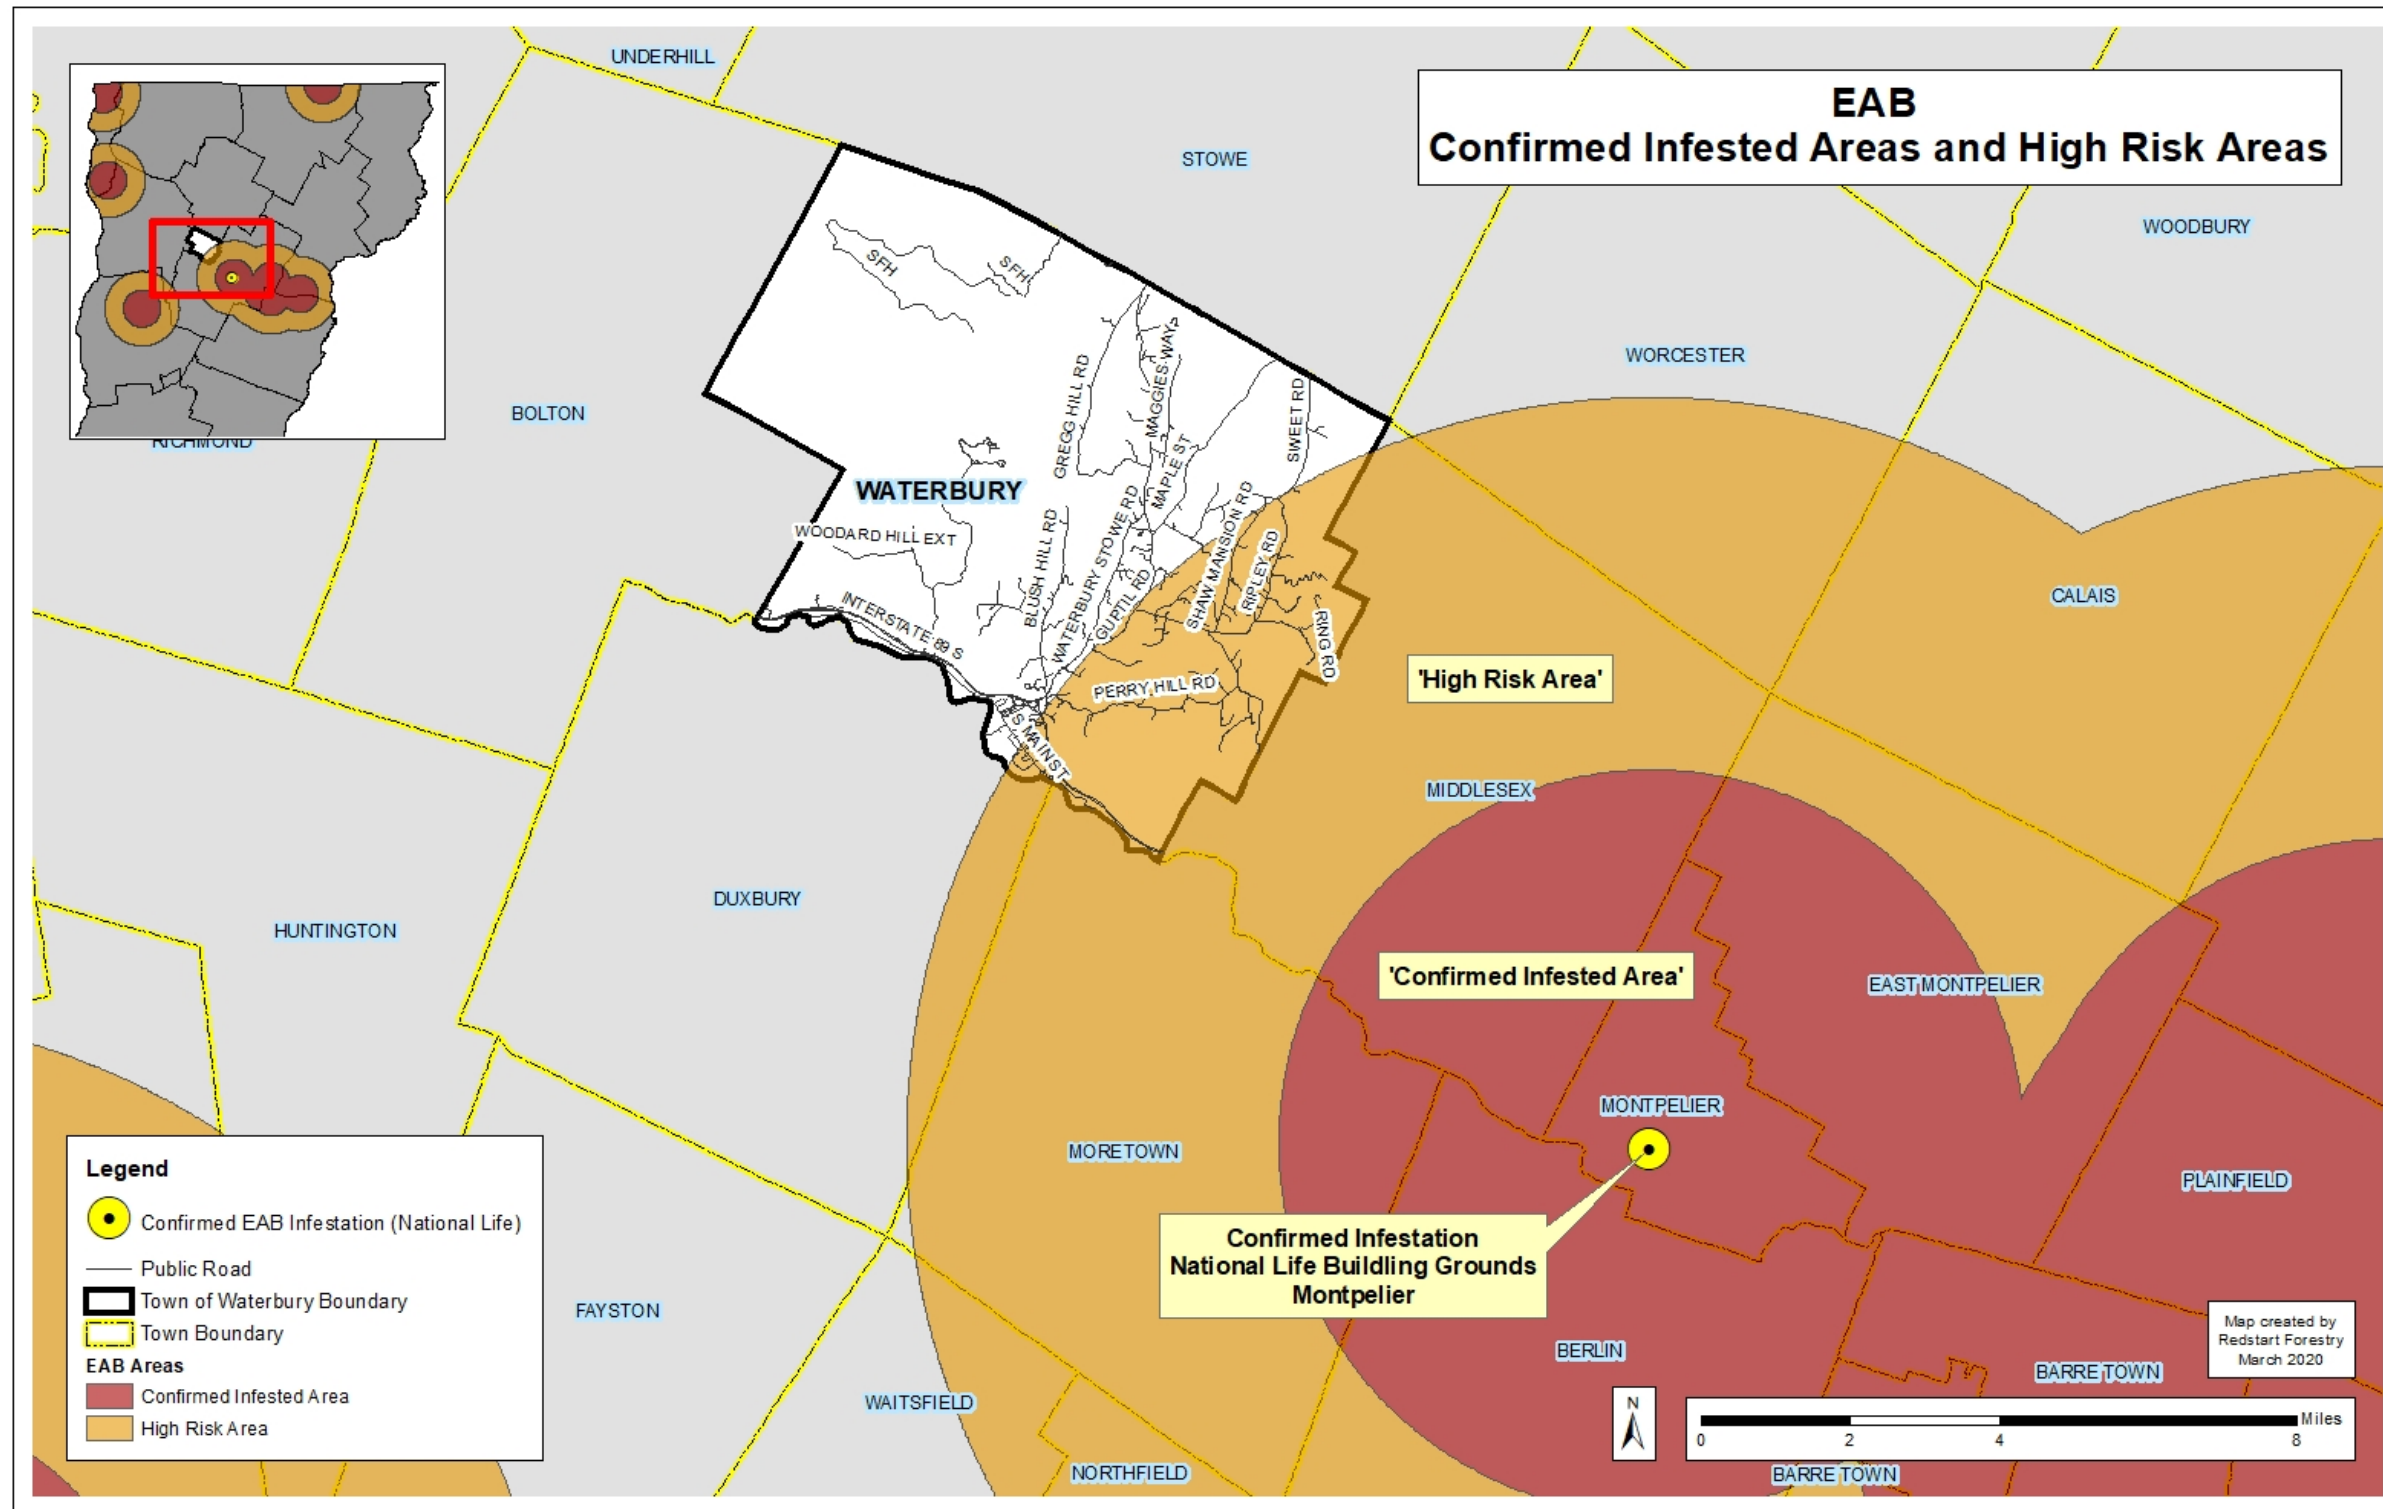 UNDERHILL
EAB
Confirmed Infested Areas and High Risk Areas
STOWE
WOODBURY
SFH
SFH
WORCESTER
GREGG HILL RD
MAGGIES WAY
SWEET RD
BOLTON
RICHMOND
MAPLE ST
WATERBURY
WOODARD HILL EXT
BLUSH HILL RD
WATERBURY STOWE RD
GUPTIL RD
SHAW MANSION RD
RIPLEY RD
RING RD
CALAIS
INTERSTATE 89 S
'High Risk Area'
PERRY HILL RD
S MAIN ST
MIDDLESEX
DUXBURY
HUNTINGTON
'Confirmed Infested Area'
EAST MONTPELIER
MONTPELIER
MORETOWN
PLAINFIELD
Legend
Confirmed EAB Infestation (National Life)
Public Road
Town of Waterbury Boundary
Town Boundary
EAB Areas
Confirmed Infested Area
High Risk Area
Confirmed Infestation
National Life Buildling Grounds
Montpelier
FAYSTON
BERLIN
Map created by
Redstart Forestry
March 2020
BARRE TOWN
WAITSFIELD
N
Miles
0 2 4 8
NORTHFIELD
BARRE TOWN